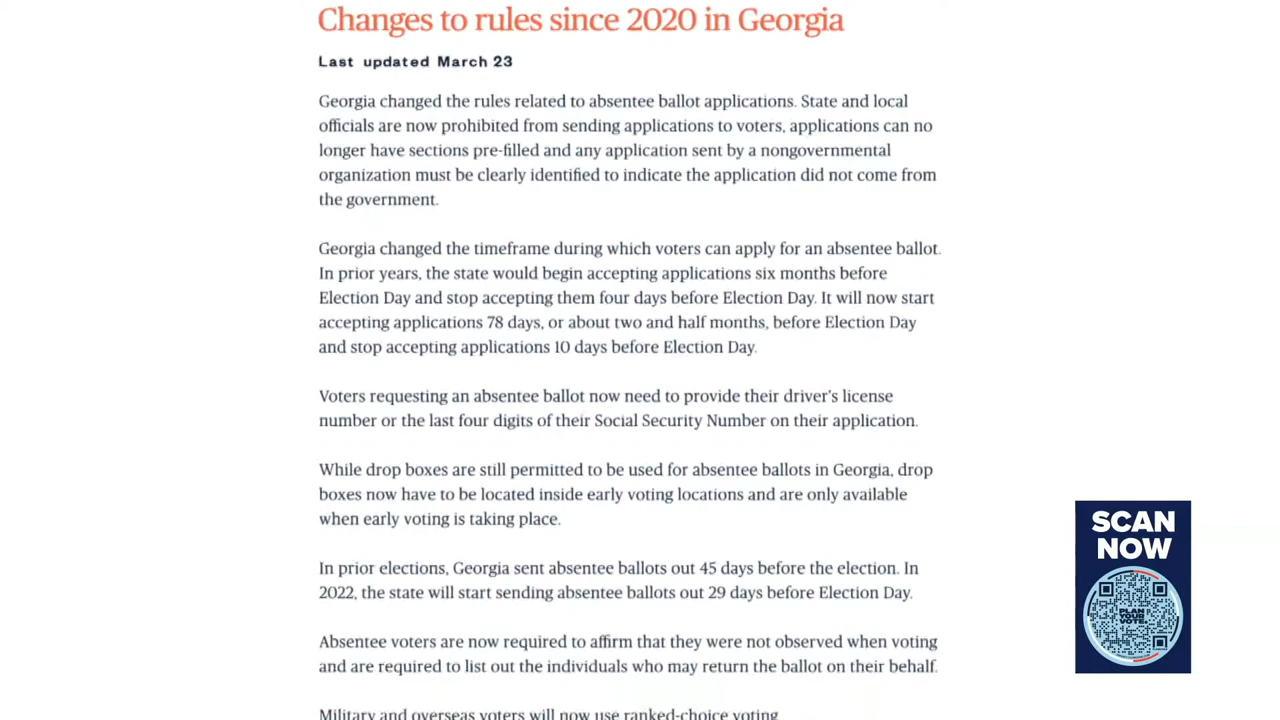 Changes to rules since 2020 in Georgia
Last updated March 23
Georgia changed the rules related to absentee ballot applications. State and local
officials are now prohibited from sending applications to voters, applications can no
longer have sections pre-filled and any application sent by a nongovernmental
organization must be clearly identified to indicate the application did not come from
the government.
Georgia changed the timeframe during which voters can apply for an absentee ballot.
In prior years, the state would begin accepting applications six months before
Election Day and stop accepting them four days before Election Day. It will now start
accepting applications 78 days, or about two and half months, before Election Day
and stop accepting applications 10 days before Election Day.
Voters requesting an absentee ballot now need to provide their driver's license
number or the last four digits of their Social Security Number on their application.
While drop boxes are still permitted to be used for absentee ballots in Georgia, drop
boxes now have to be located inside early voting locations and are only available
when early voting is taking place.
In prior elections, Georgia sent absentee ballots out 45 days before the election. In
2022, the state will start sending absentee ballots out 29 days before Election Day.
Absentee voters are now required to affirm that they were not observed when voting
and are required to list out the individuals who may return the ballot on their behalf.
Military and overseas voters will now use ranked-choice voting
SCAN
NOW
PLAN
YOUR
VOTE.